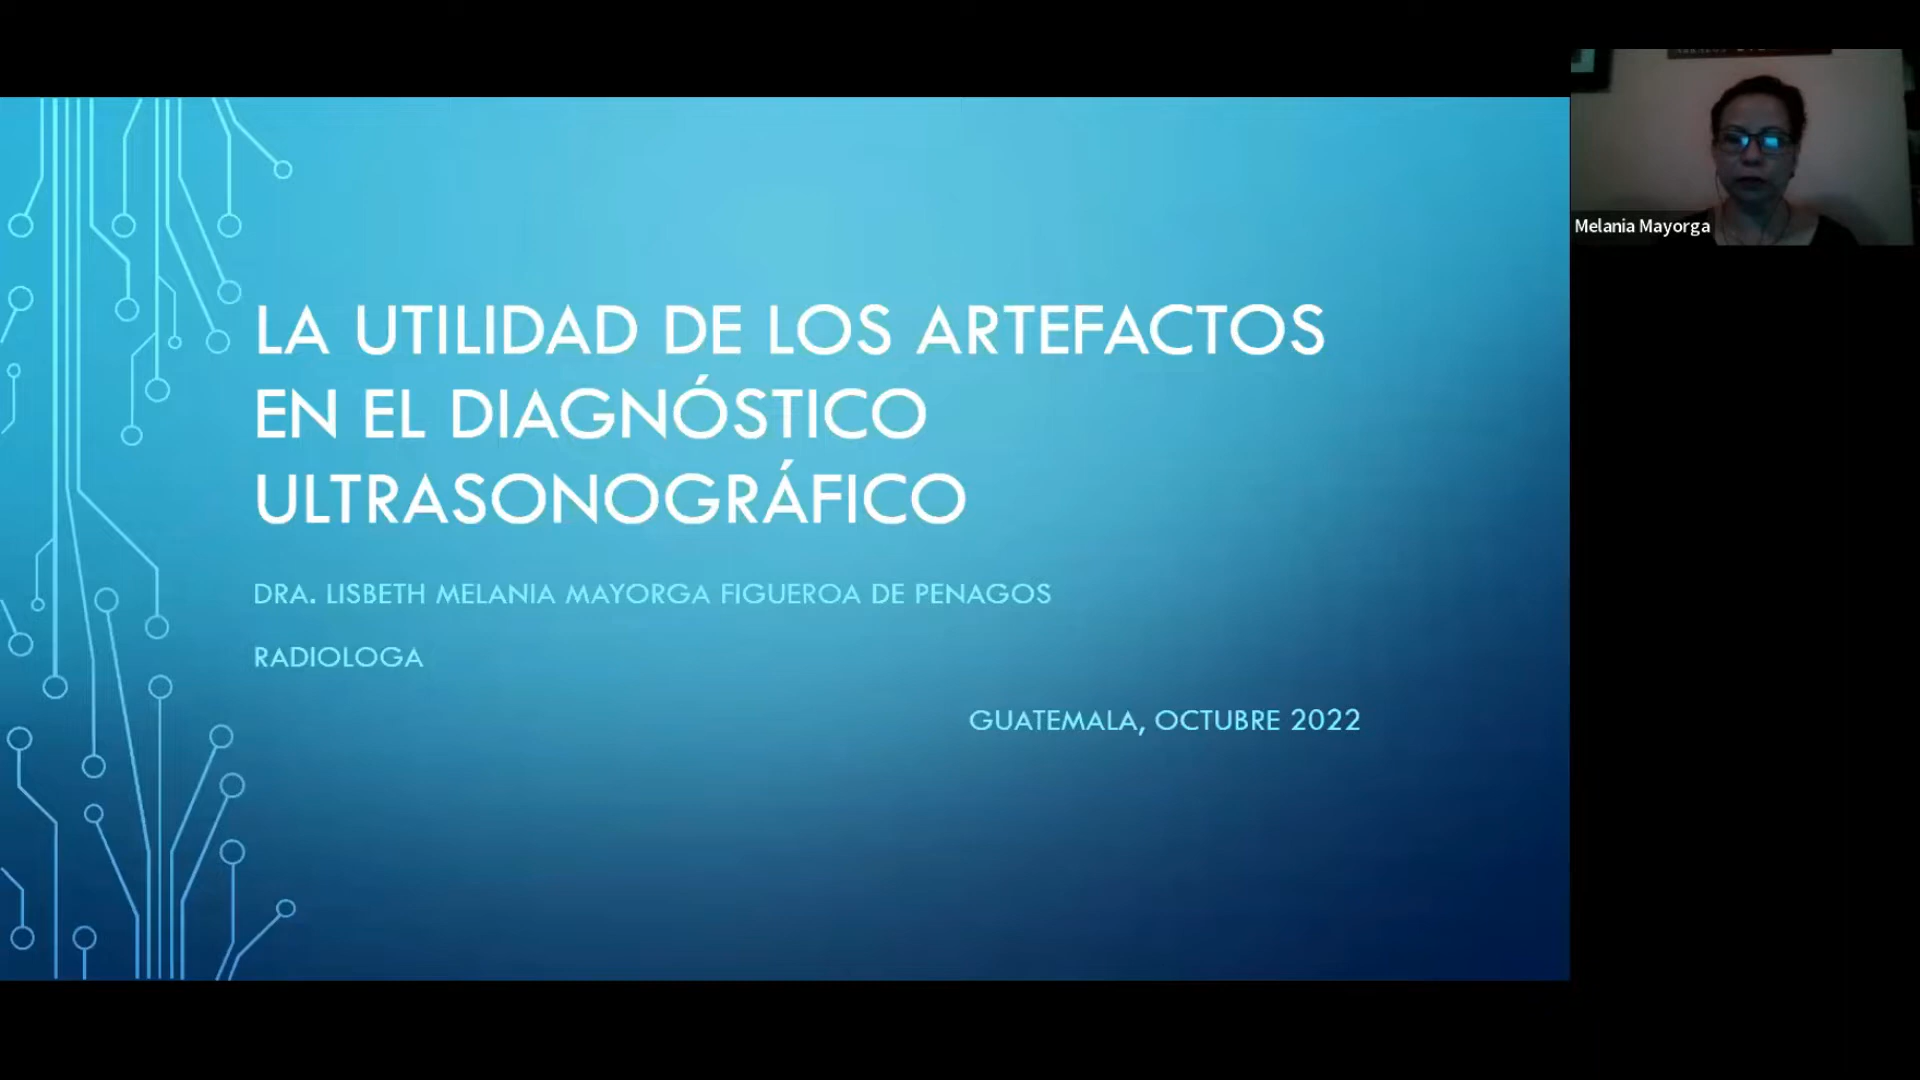 LA UTILIDAD DE LOS ARTEFACTOS
EN EL DIAGNÓSTICO
ULTRASONOGRÁFICO
DRA. LISBETH MELANIA MAYORGA FIGUEROA DE PENAGOS
RADIOLOGA
GUATEMALA, OCTUBRE 2022
Melania Mayorga